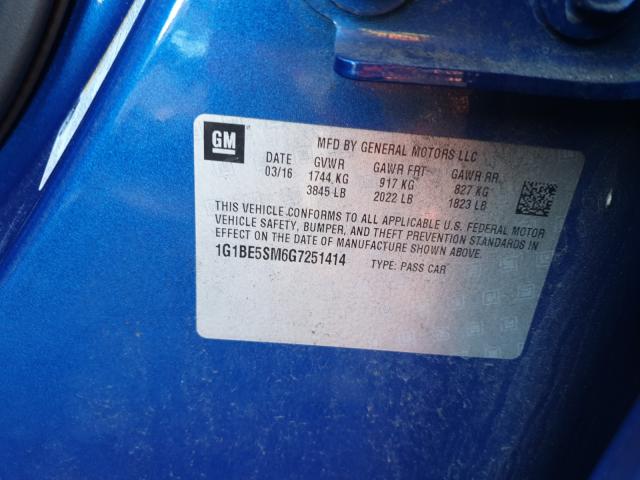 GM
MFD BY GENERAL MOTORS LLC
DATE GVWR GAWR FRT GAWR RR
03/16 1744 KG 917 KG 827 KG
3845 LB 2022 LB 1823 LB
THIS VEHICLE CONFORMS TO ALL APPLICABLE U.S. FEDERAL MOTOR
VEHICLE SAFETY, BUMPER, AND THEFT PREVENTION STANDARDS IN
EFFECT ON THE DATE OF MANUFACTURE SHOWN ABOVE.
1G1BE5SM6G7251414 TYPE: PASS CAR